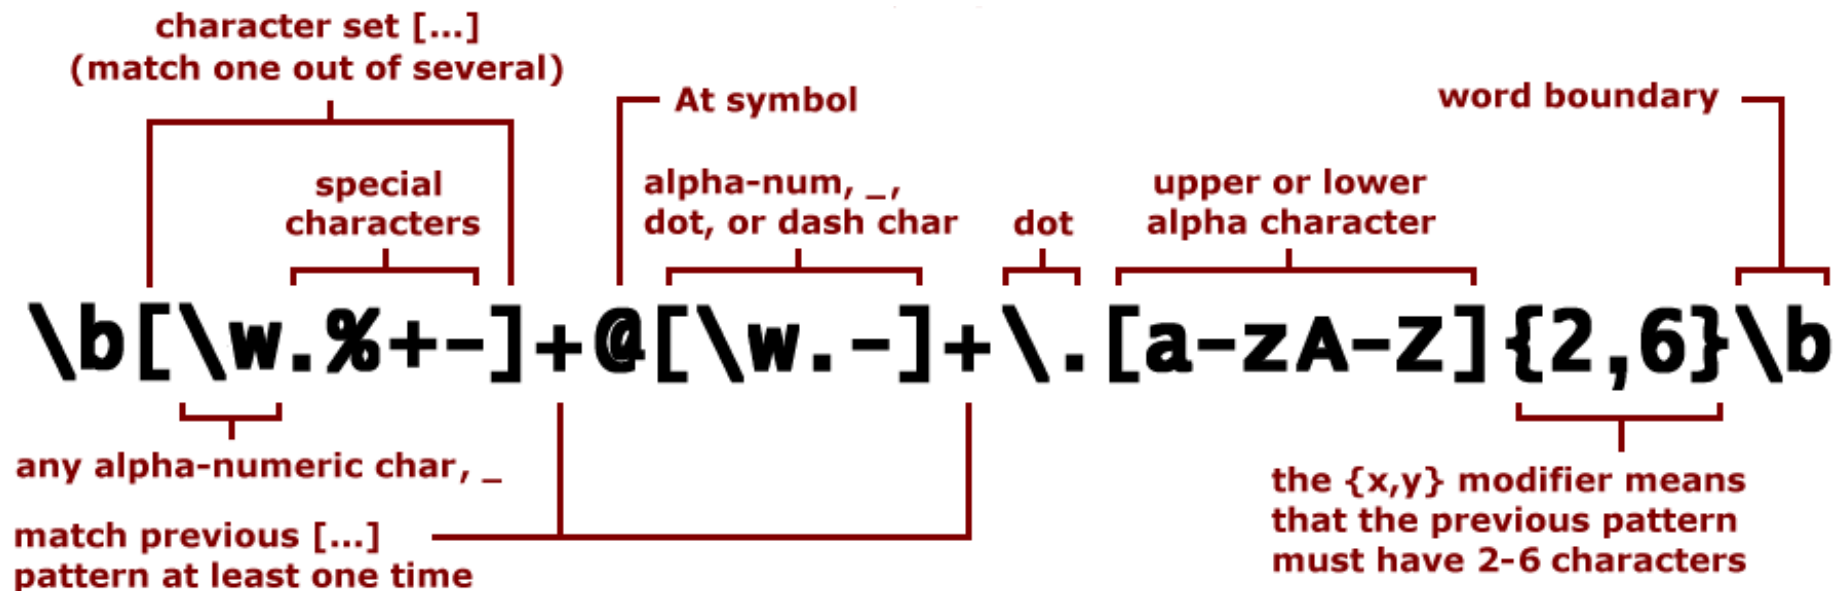 character set [...]
(match one out of several)
At symbol
word boundary
special
characters
alpha-num, _,
dot, or dash char
dot
upper or lower
alpha character
\b[\w.%+-]+@[\w.-]+\.[a-zA-Z]{2,6}\b
any alpha-numeric char, _
match previous [...]
pattern at least one time
the {x,y} modifier means
that the previous pattern
must have 2-6 characters